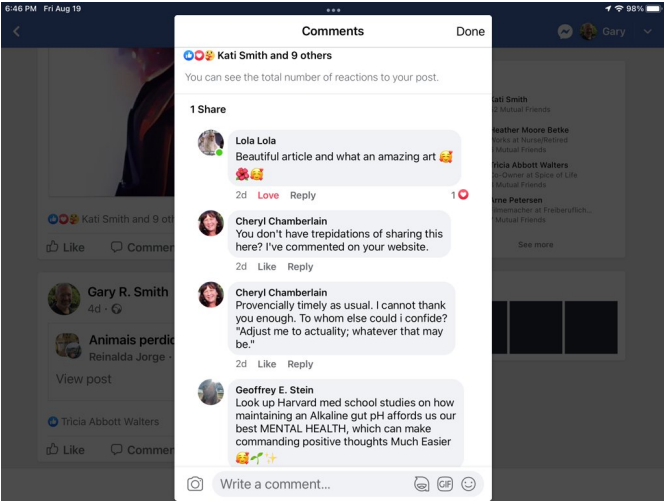 6:46 PM Fri Aug 19
98%
Comments
Done
Gary
Kati Smith and 9 others
You can see the total number of reactions to your post.
1 Share
Lola Lola
Beautiful article and what an amazing art 🥰
🌺🥰
2d Love Reply
1
Cheryl Chamberlain
You don't have trepidations of sharing this
here? I've commented on your website.
2d Like Reply
Cheryl Chamberlain
Provencially timely as usual. I cannot thank
you enough. To whom else could i confide?
"Adjust me to actuality; whatever that may
be."
2d Like Reply
Geoffrey E. Stein
Look up Harvard med school studies on how
maintaining an Alkaline gut pH affords us our
best MENTAL HEALTH, which can make
commanding positive thoughts Much Easier
🥰🌱✨
Write a comment...
GIF
Kati Smith and 9 oth
Like
Commen
Gary R. Smith
4d
Animais perdic
Reinalda Jorge ·
View post
Tricia Abbott Walters
Like
Commen
Kati Smith
2 Mutual Friends
Heather Moore Betke
Works at Nurse/Retired
Mutual Friends
Tricia Abbott Walters
Co-Owner at Spice of Life
Mutual Friends
Arne Petersen
Filmemacher at Freiberuflich...
Mutual Friends
See more